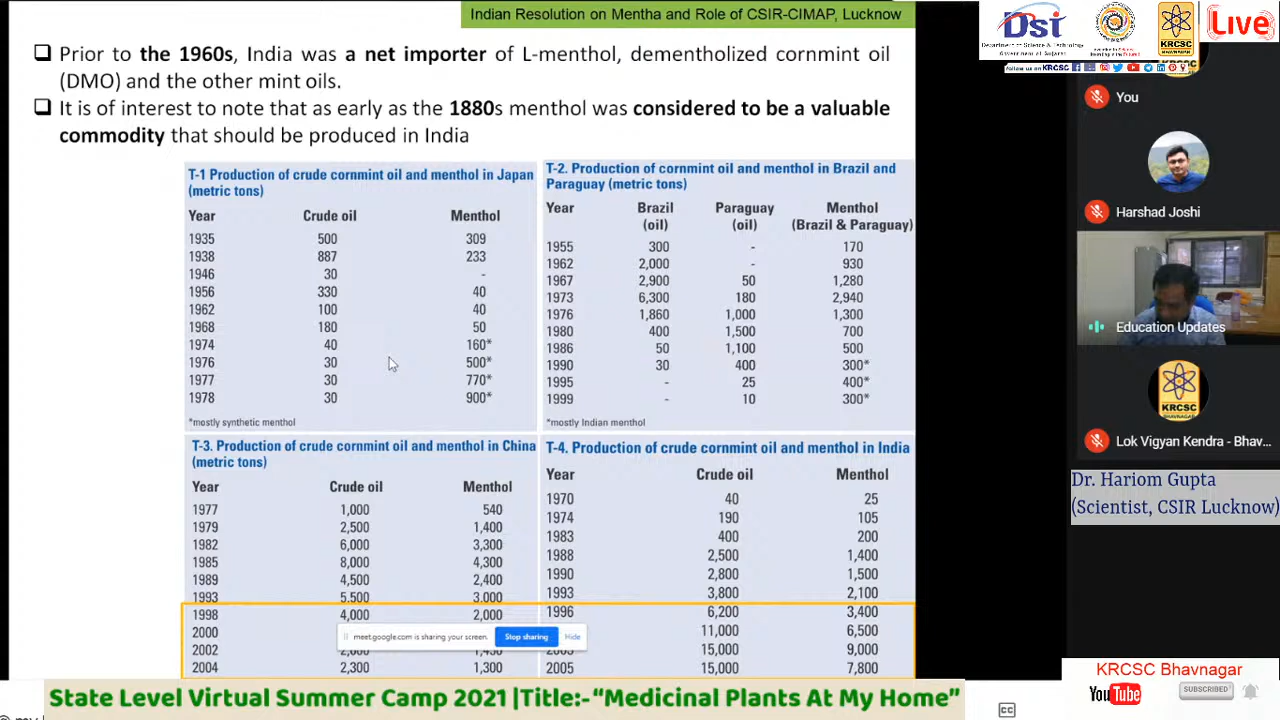 Indian Resolution on Mentha and Role of CSIR-CIMAP, Lucknow
❑ Prior to the 1960s, India was a net importer of L-menthol, dementholized cornmint oil
(DMO) and the other mint oils.
❑ It is of interest to note that as early as the 1880s menthol was considered to be a valuable
commodity that should be produced in India
T-1 Production of crude cornmint oil and menthol in Japan
(metric tons)
Year Crude oil Menthol
1935 500 309
1938 887 233
1946 30 -
1956 330 40
1962 100 40
1968 180 50
1974 40 160*
1976 30 500*
1977 30 770*
1978 30 900*
*mostly synthetic menthol
T-2. Production of cornmint oil and menthol in Brazil and
Paraguay (metric tons)
Year Brazil Paraguay Menthol
(oil) (oil) (Brazil & Paraguay)
1955 300 - 170
1962 2,000 - 930
1967 2,900 50 1,280
1973 6,300 180 2,940
1976 1,860 1,000 1,300
1980 400 1,500 700
1986 50 1,100 500
1990 30 400 300*
1995 - 25 400*
1999 - 10 300*
*mostly Indian menthol
T-3. Production of crude cornmint oil and menthol in China
(metric tons)
Year Crude oil Menthol
1977 1,000 540
1979 2,500 1,400
1982 6,000 3,300
1985 8,000 4,300
1989 4,500 2,400
1993 5.500 3.000
1998 4,000 2,000
2000
2002
2004 2,300 1,300
T-4. Production of crude cornmint oil and menthol in India
Year Crude oil Menthol
1970 40 25
1974 190 105
1983 400 200
1988 2,500 1,400
1990 2,800 1,500
1993 3,800 2,100
1996 6,200 3,400
11,000 6,500
15,000 9,000
2005 15,000 7,800
meet.google.com is sharing your screen. Stop sharing Hide
DST
Department of Science & Technology
Government of Gujarat
KRCSC
BHAVNAGAR
Live
Follow us on KRCSC
You
Harshad Joshi
Education Updates
KRCSC
BHAVNAGAR
Lok Vigyan Kendra - Bhav...
Dr. Hariom Gupta
(Scientist, CSIR Lucknow)
KRCSC Bhavnagar
YouTube SUBSCRIBED
State Level Virtual Summer Camp 2021 |Title:-“Medicinal Plants At My Home”
CC